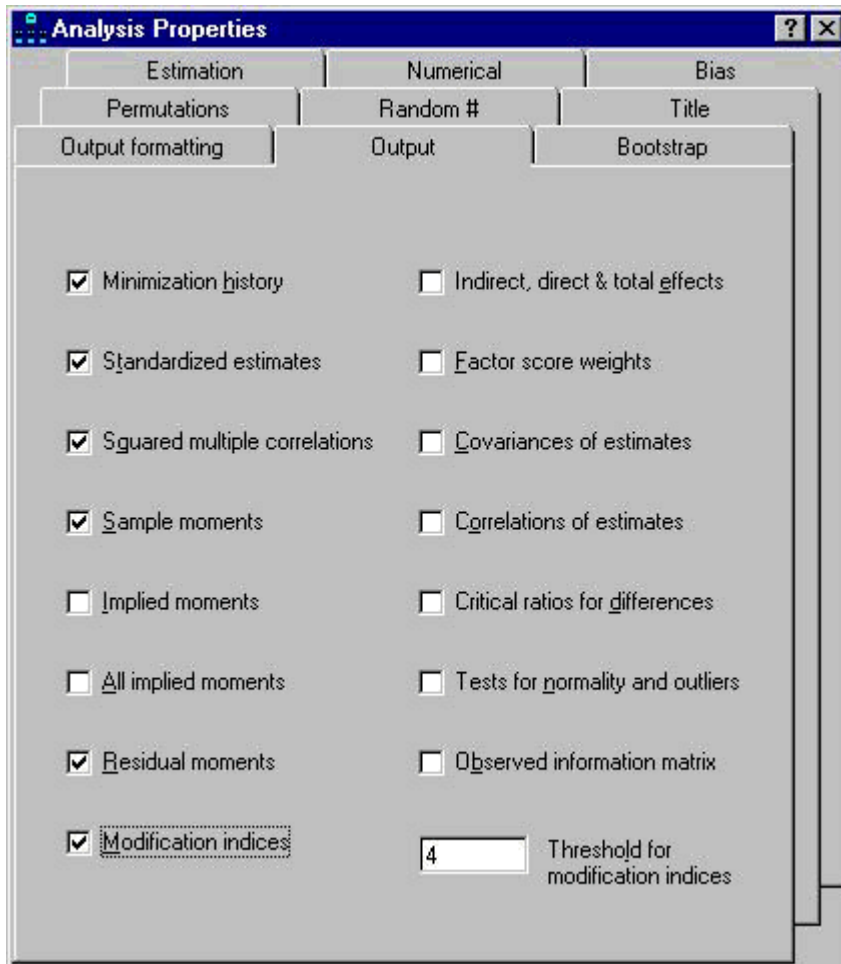 Analysis Properties
Estimation Numerical Bias
Permutations Random # Title
Output formatting Output Bootstrap
Minimization history
Indirect, direct & total effects
Standardized estimates
Factor score weights
Squared multiple correlations
Covariances of estimates
Sample moments
Correlations of estimates
Implied moments
Critical ratios for differences
All implied moments
Tests for normality and outliers
Residual moments
Observed information matrix
Modification indices
4
Threshold for
modification indices